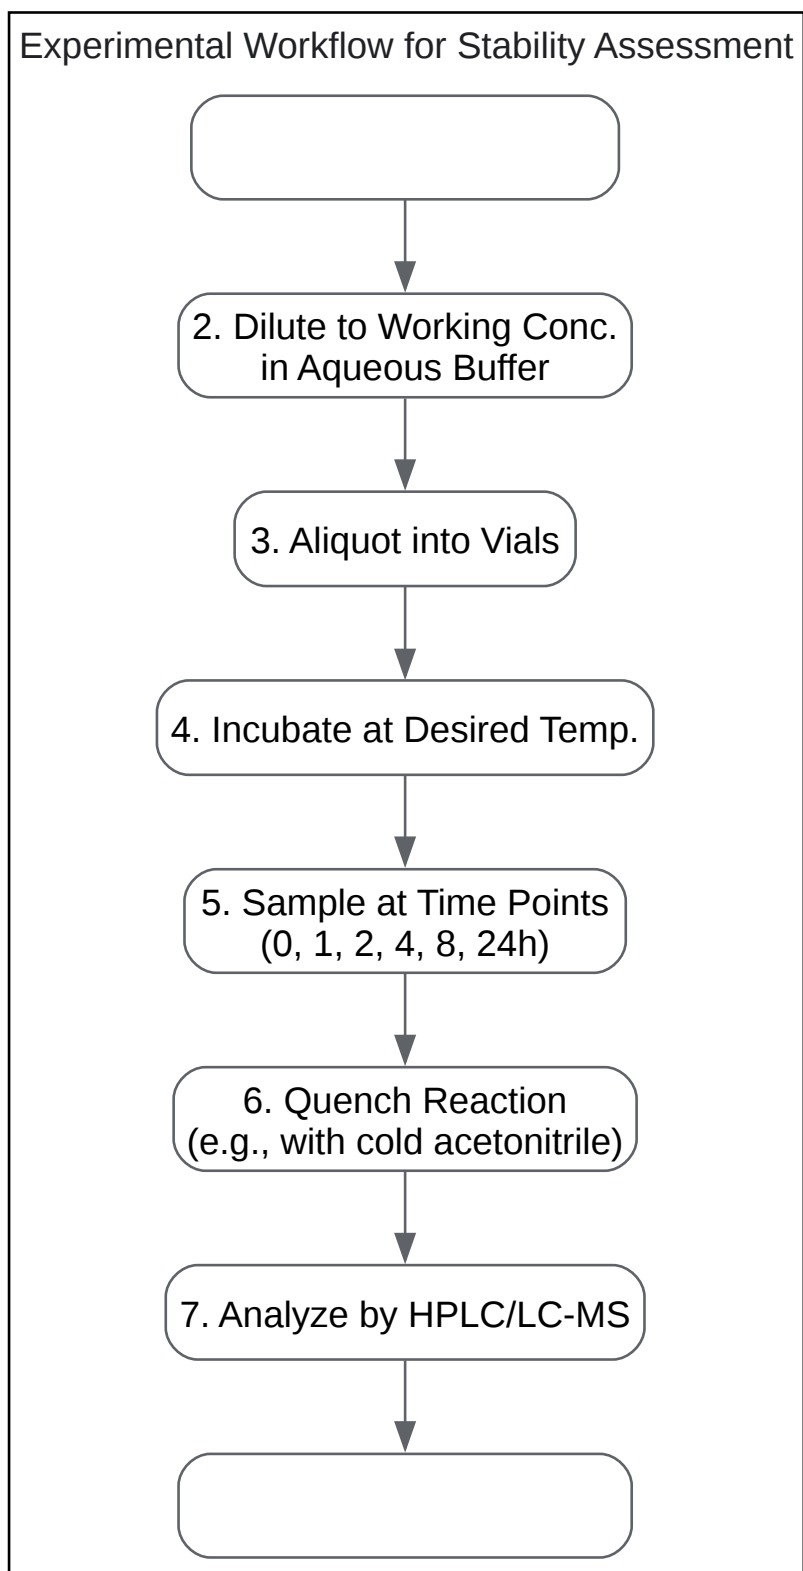 Experimental Workflow for Stability Assessment
2. Dilute to Working Conc.
in Aqueous Buffer
3. Aliquot into Vials
4. Incubate at Desired Temp.
5. Sample at Time Points
(0, 1, 2, 4, 8, 24h)
6. Quench Reaction
(e.g., with cold acetonitrile)
7. Analyze by HPLC/LC-MS